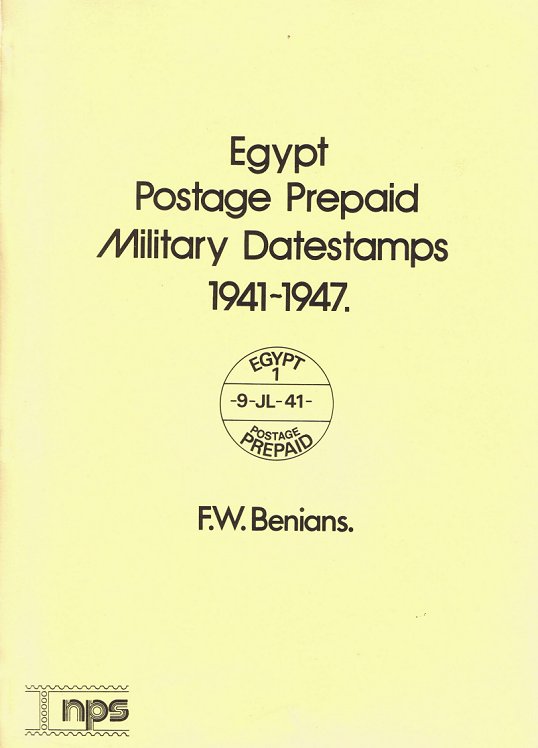 Egypt
Postage Prepaid
Military Datestamps
1941-1947.
EGYPT
1
-9-JL-41-
POSTAGE
PREPAID
F.W. Benians.
nps